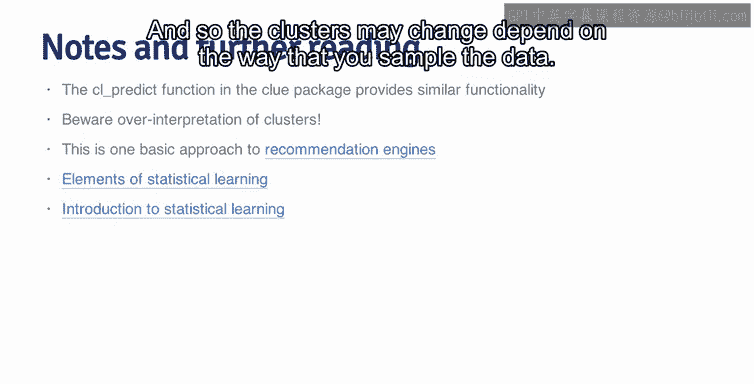 And so the clusters may change depend on
the way that you sample the data.
Notes and further reading
· The cl_predict function in the clue package provides similar functionality
· Beware over-interpretation of clusters!
· This is one basic approach to recommendation engines
· Elements of statistical learning
· Introduction to statistical learning